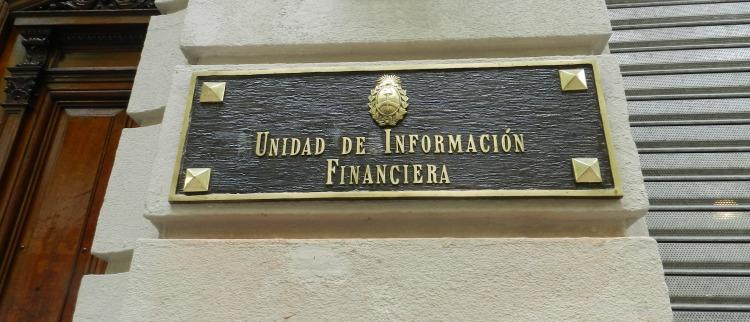 UNIDAD DE INFORMACIÓN
FINANCIERA